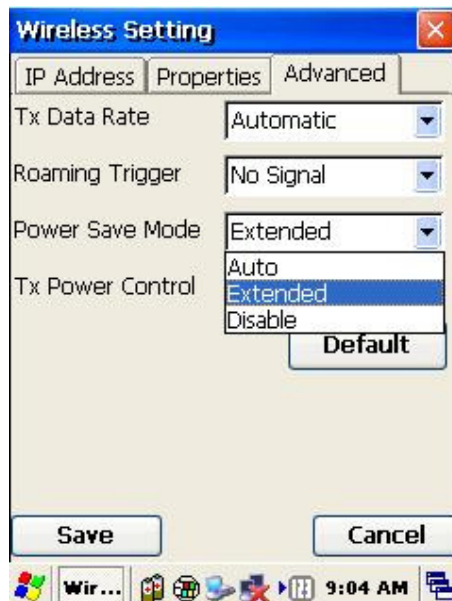 Wireless Setting
IP Address Properties Advanced
Tx Data Rate Automatic
Roaming Trigger No Signal
Power Save Mode Extended
Auto
Tx Power Control Extended
Disable
Default
Save Cancel
Wir... 9:04 AM